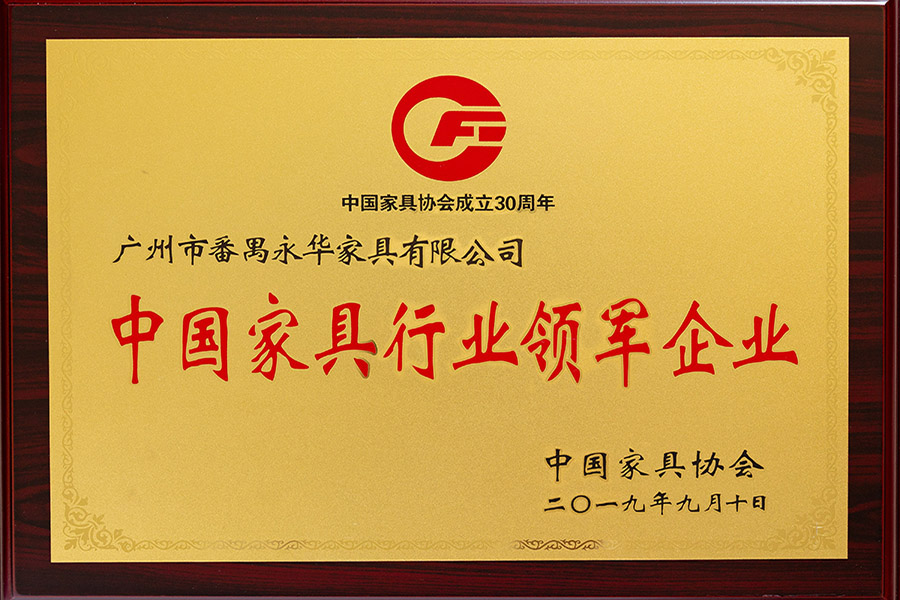 中国家具协会成立30周年
广州市番禺永华家具有限公司
中国家具行业领军企业
中国家具协会
二〇一九年九月十日